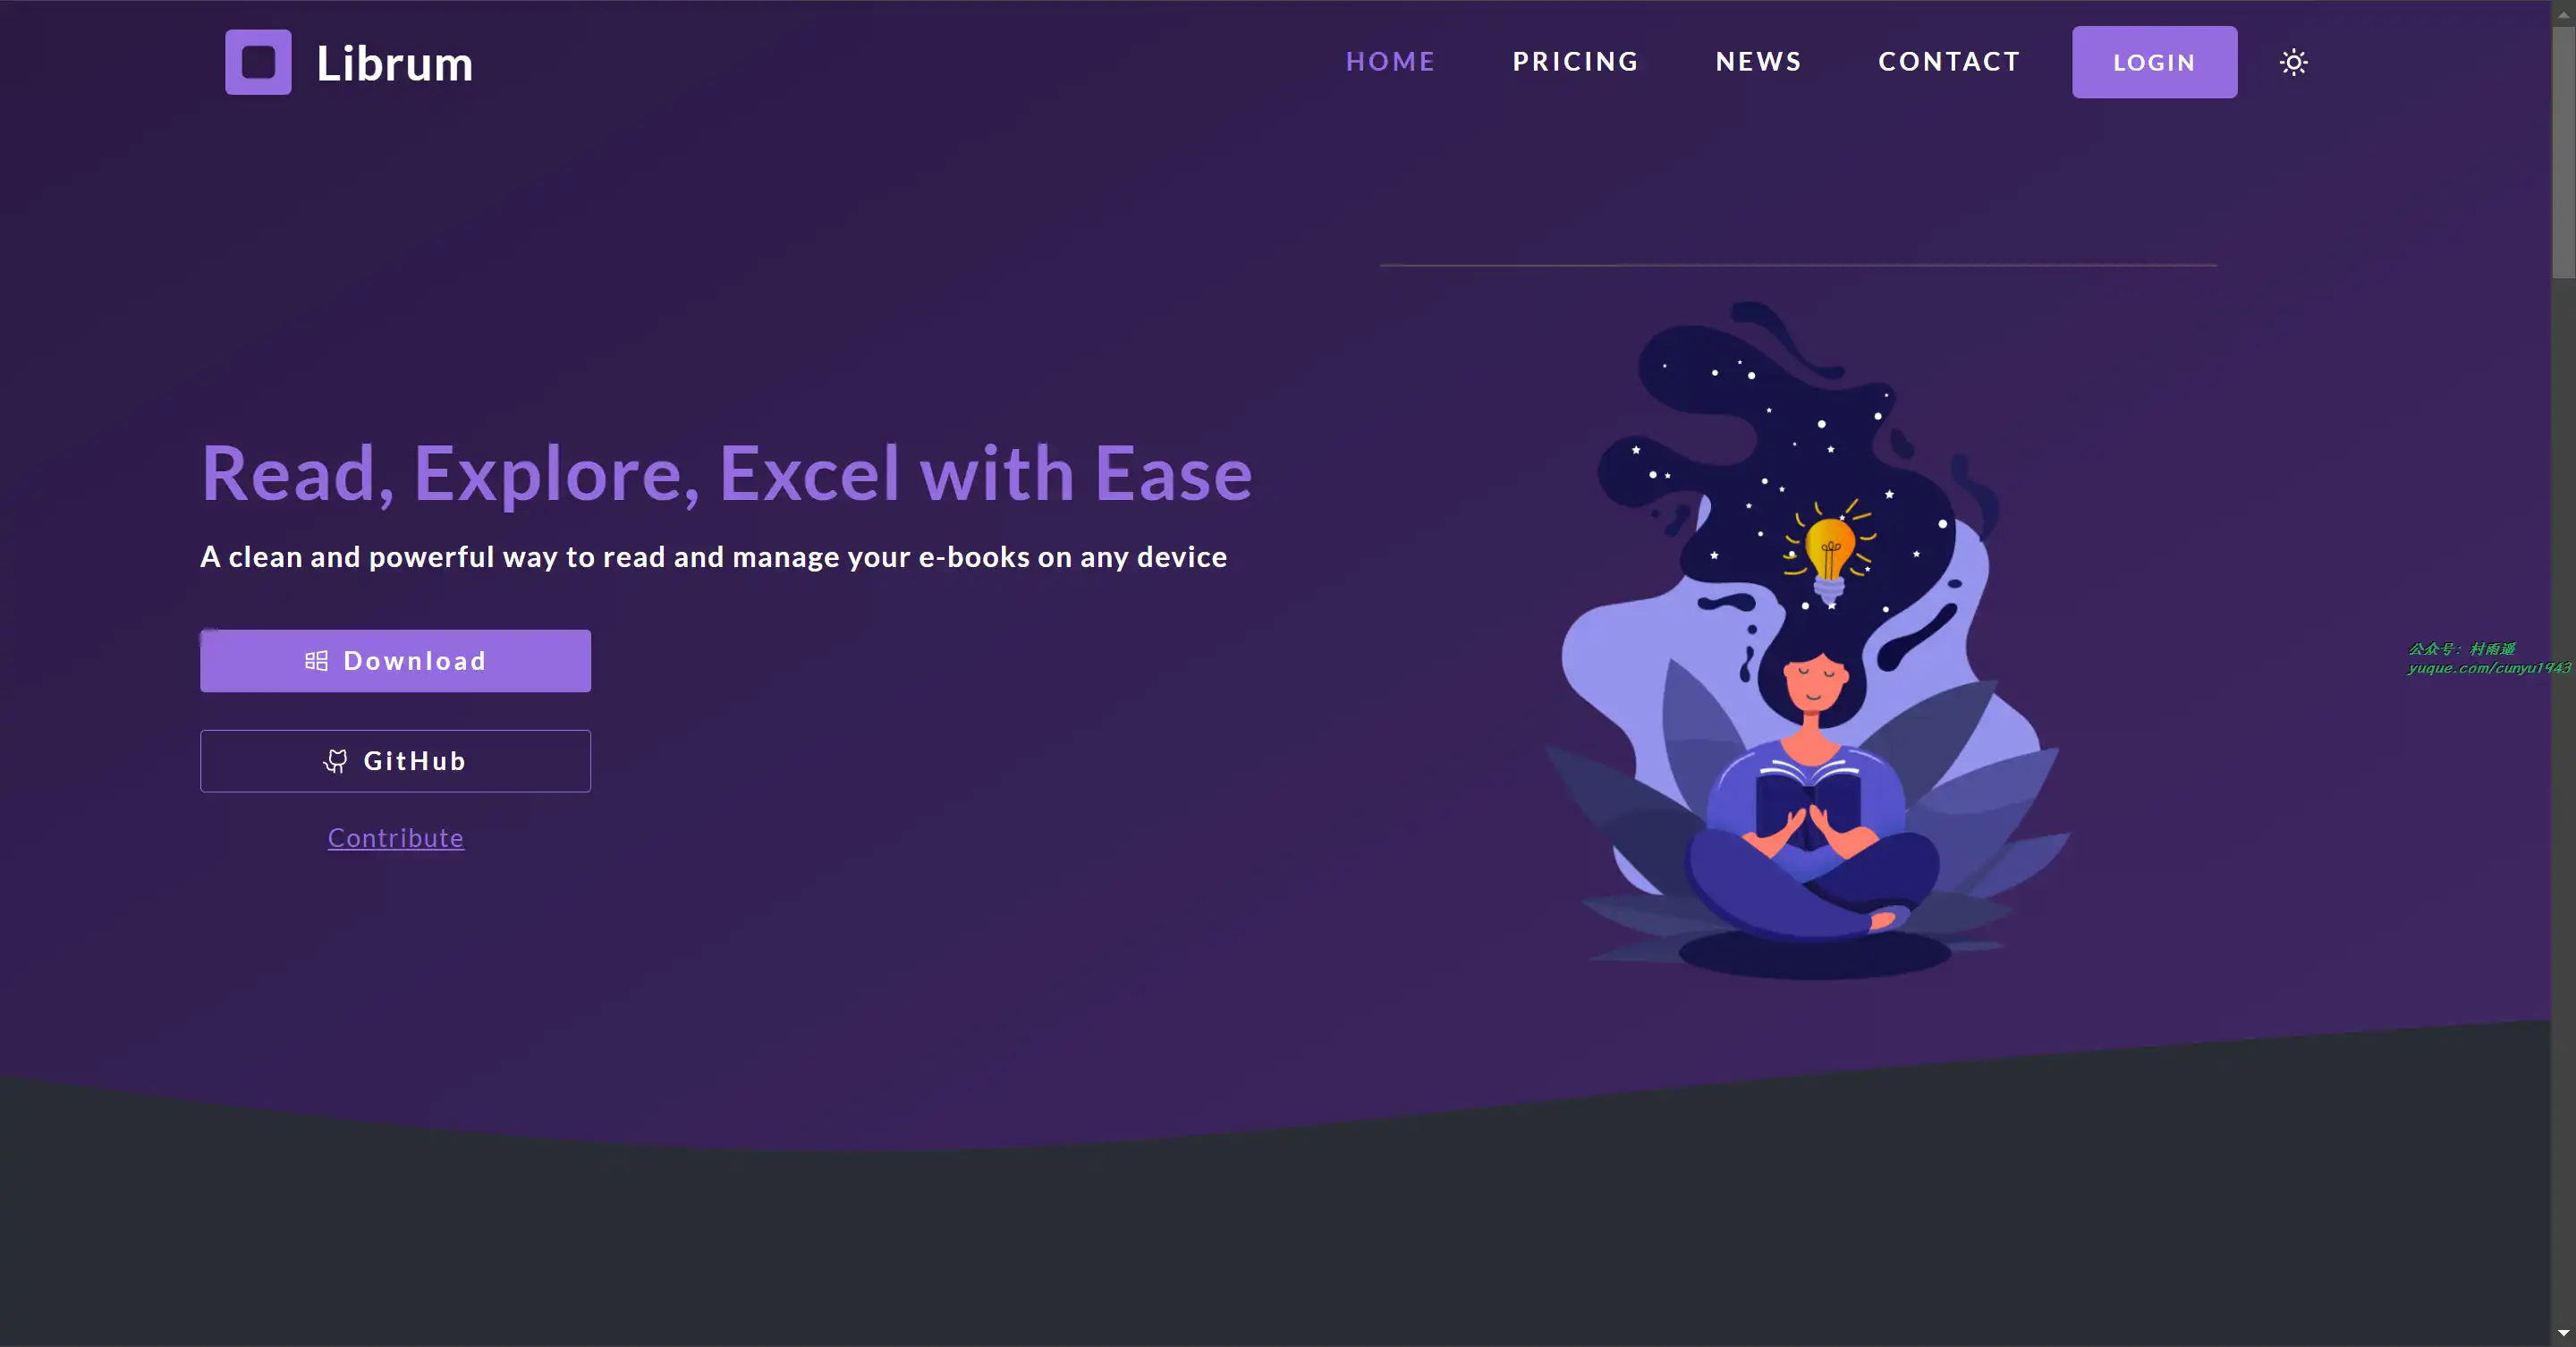 Librum
HOME PRICING NEWS CONTACT LOGIN
Read, Explore, Excel with Ease
A clean and powerful way to read and manage your e-books on any device
Download
GitHub
Contribute
公众号：村雨遥
yuque.com/cunyu1943